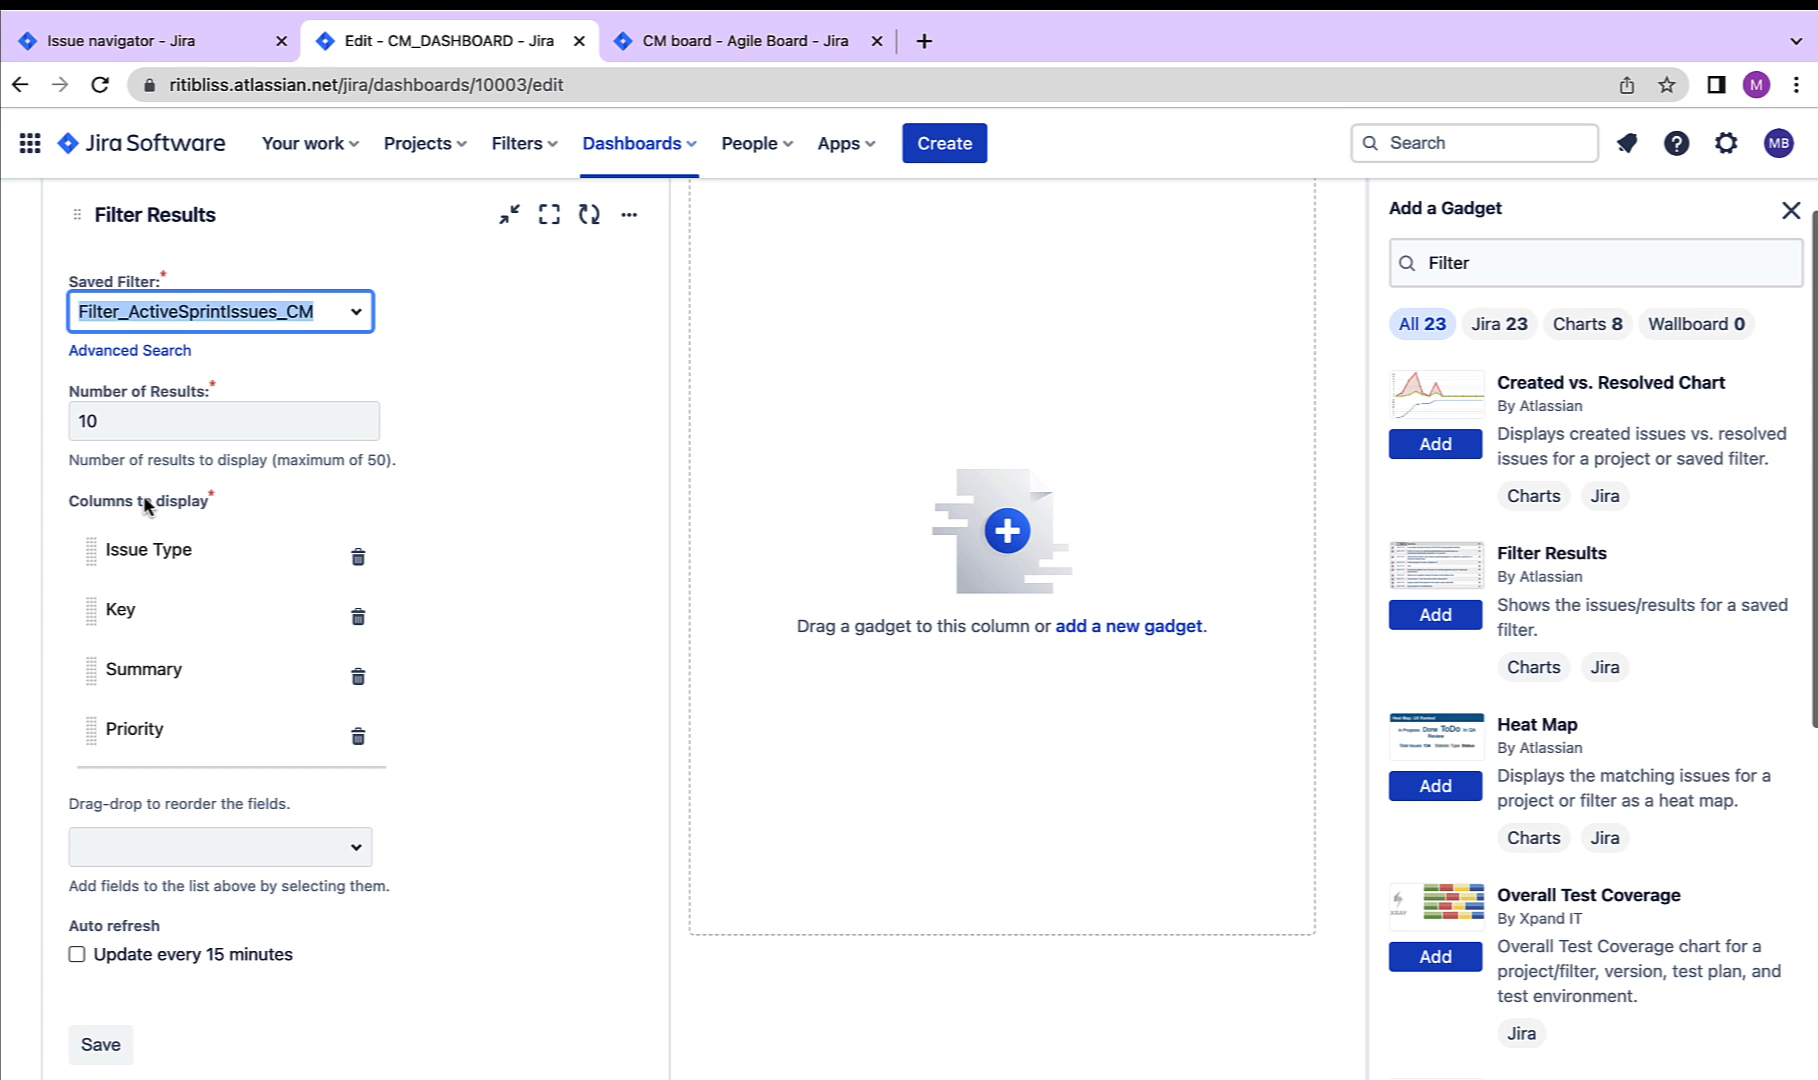 Issue navigator - Jira
Edit - CM_DASHBOARD - Jira
CM board - Agile Board - Jira
ritibliss.atlassian.net/jira/dashboards/10003/edit
M
Jira Software
Your work
Projects
Filters
Dashboards
People
Apps
Create
Search
MB
Filter Results
Saved Filter:*
Filter_ActiveSprintIssues_CM
Advanced Search
Number of Results:*
10
Number of results to display (maximum of 50).
Columns to display*
Issue Type
Key
Summary
Priority
Drag-drop to reorder the fields.
Add fields to the list above by selecting them.
Auto refresh
Update every 15 minutes
Save
Drag a gadget to this column or add a new gadget.
Add a Gadget
Filter
All 23
Jira 23
Charts 8
Wallboard 0
Created vs. Resolved Chart
By Atlassian
Add
Displays created issues vs. resolved
issues for a project or saved filter.
Charts
Jira
Filter Results
By Atlassian
Add
Shows the issues/results for a saved
filter.
Charts
Jira
Heat Map
By Atlassian
Add
Displays the matching issues for a
project or filter as a heat map.
Charts
Jira
Overall Test Coverage
By Xpand IT
Add
Overall Test Coverage chart for a
project/filter, version, test plan, and
test environment.
Jira